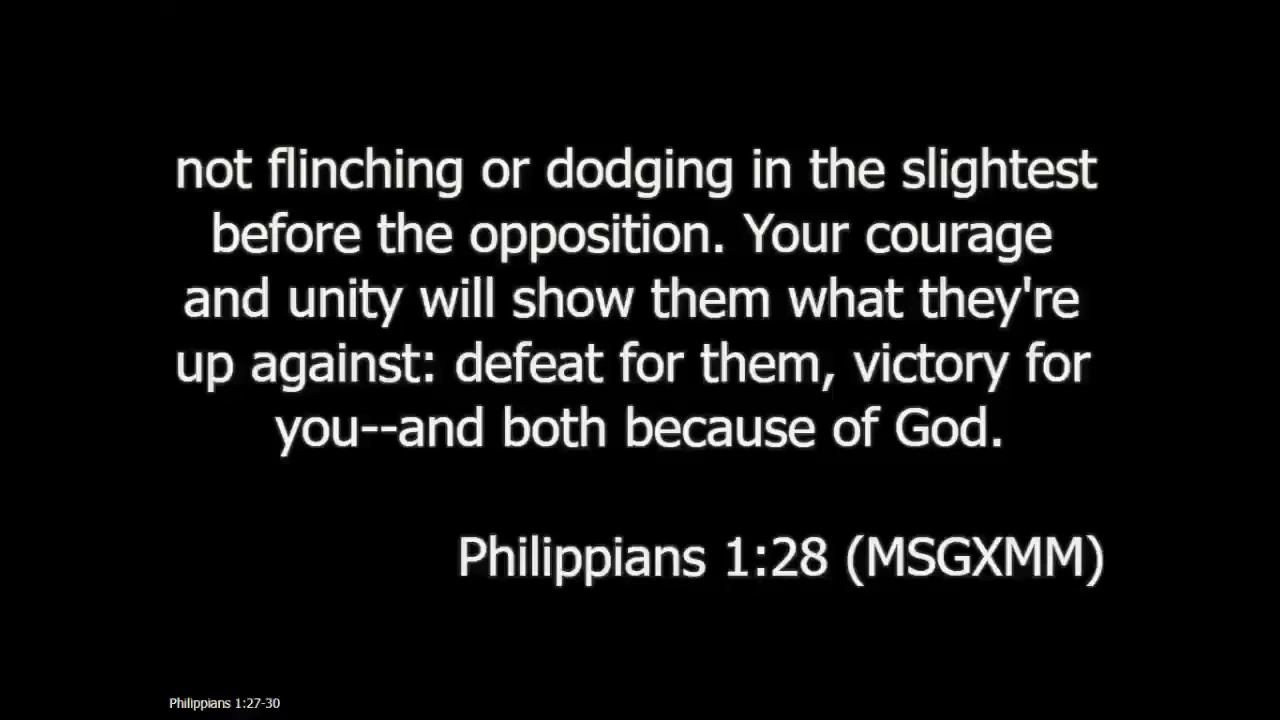 not flinching or dodging in the slightest
before the opposition. Your courage
and unity will show them what they're
up against: defeat for them, victory for
you--and both because of God.
Philippians 1:28 (MSGXMM)
Philippians 1:27-30